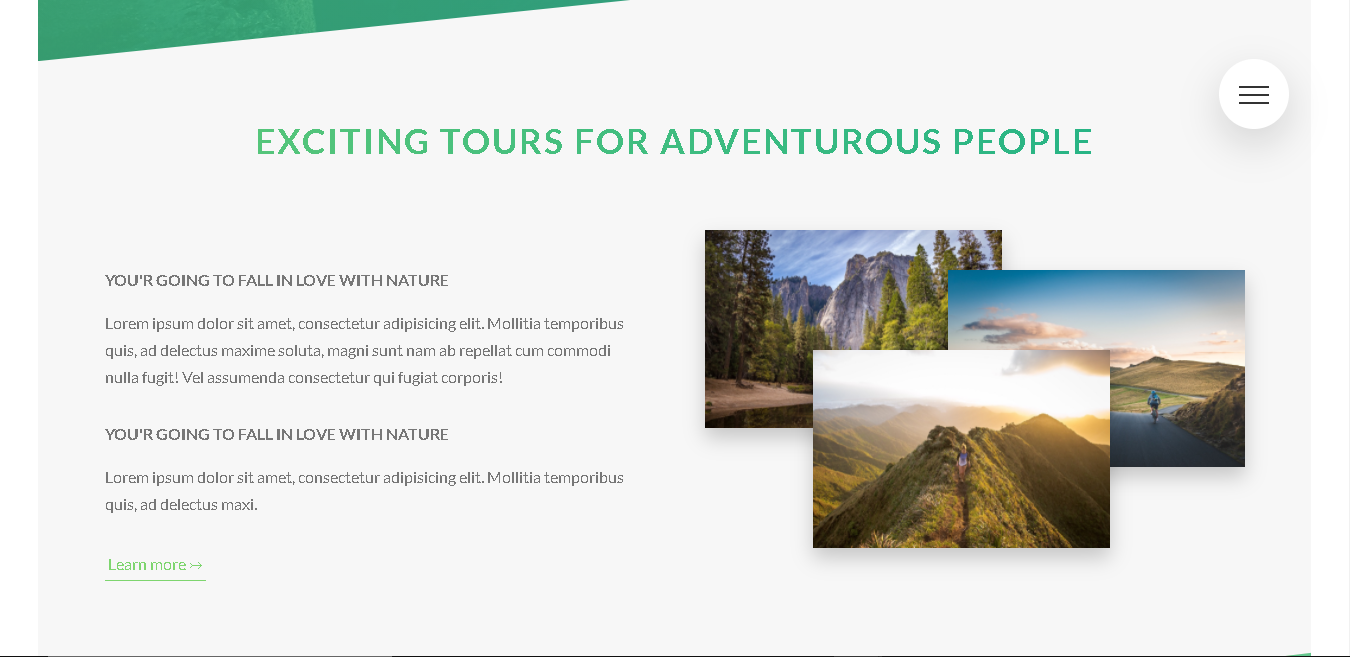 EXCITING TOURS FOR ADVENTUROUS PEOPLE
YOU'R GOING TO FALL IN LOVE WITH NATURE
Lorem ipsum dolor sit amet, consectetur adipisicing elit. Mollitia temporibus
quis, ad delectus maxime soluta, magni sunt nam ab repellat cum commodi
nulla fugit! Vel assumenda consectetur qui fugiat corporis!
YOU'R GOING TO FALL IN LOVE WITH NATURE
Lorem ipsum dolor sit amet, consectetur adipisicing elit. Mollitia temporibus
quis, ad delectus maxi.
Learn more ↣